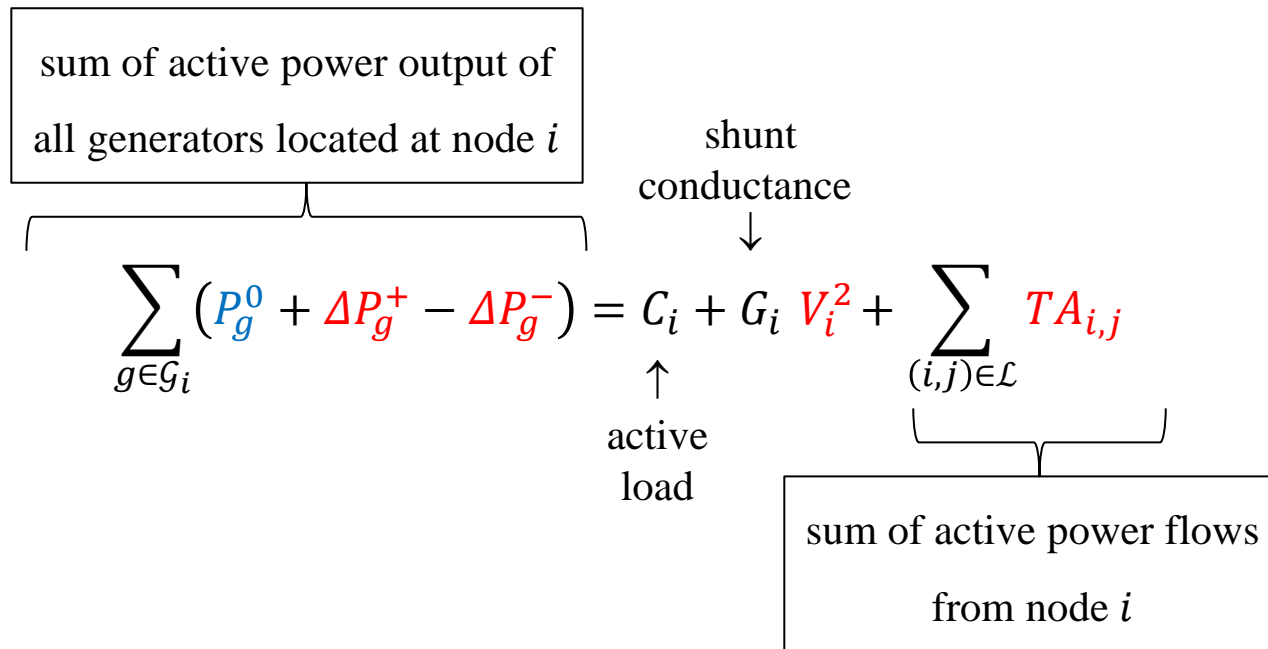 sum of active power output of
all generators located at node 𝑖
shunt
conductance
↓
∑_{g∈𝒢_i} (P_g^0 + ΔP_g^+ − ΔP_g^−) = C_i + G_i V_i^2 + ∑_{(i,j)∈ℒ} TA_{i,j}
↑
active
load
sum of active power flows
from node 𝑖